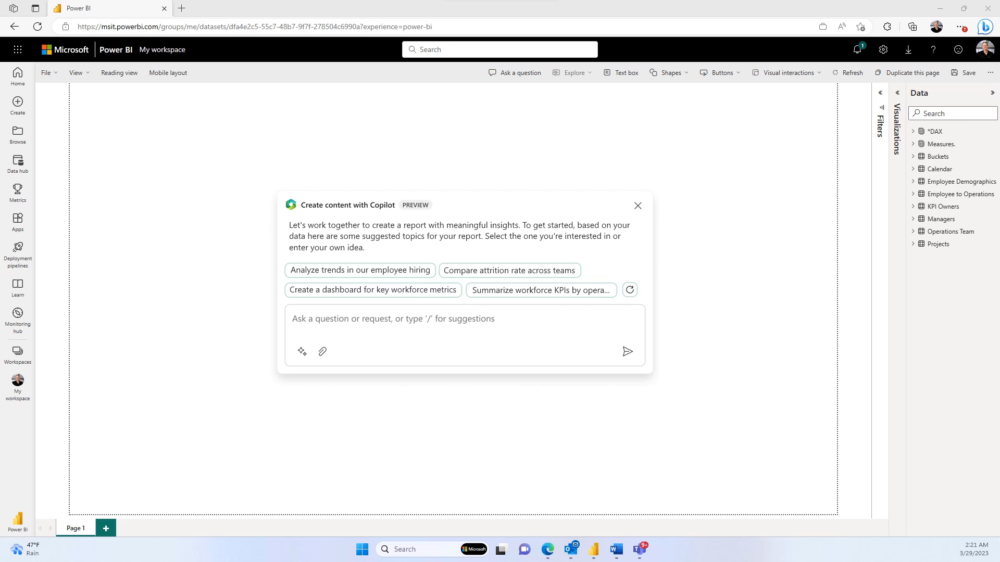 Power BI
https://msit.powerbi.com/groups/me/datasets/dfa4e2c5-55c7-48b7-9f7f-278504c6990a?experience=power-bi
Microsoft Power BI My workspace
Search
1
File View Reading view Mobile layout
Ask a question Explore Text box Shapes Buttons Visual interactions Refresh Duplicate this page Save
Home
Create
Browse
Data hub
Metrics
Apps
Deployment
pipelines
Learn
Monitoring
hub
Workspaces
My
workspace
Power BI
Create content with Copilot PREVIEW
Let's work together to create a report with meaningful insights. To get started, based on your
data here are some suggested topics for your report. Select the one you're interested in or
enter your own idea.
Analyze trends in our employee hiring Compare attrition rate across teams
Create a dashboard for key workforce metrics Summarize workforce KPIs by opera...
Ask a question or request, or type ‘/’ for suggestions
Filters
Visualizations
Data
Search
*DAX
Measures.
Buckets
Calendar
Employee Demographics
Employee to Operations
KPI Owners
Managers
Operations Team
Projects
Page 1
47°F
Rain
Search Microsoft
9+
2:21 AM
3/29/2023